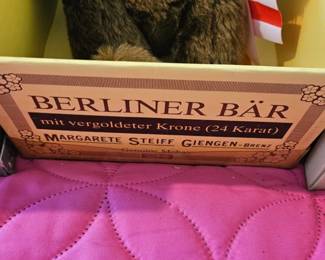 BERLINER BÄR
mit vergoldeter Krone (24 Karat)
MARGARETE STEIFF GIENGEN-BRENZ